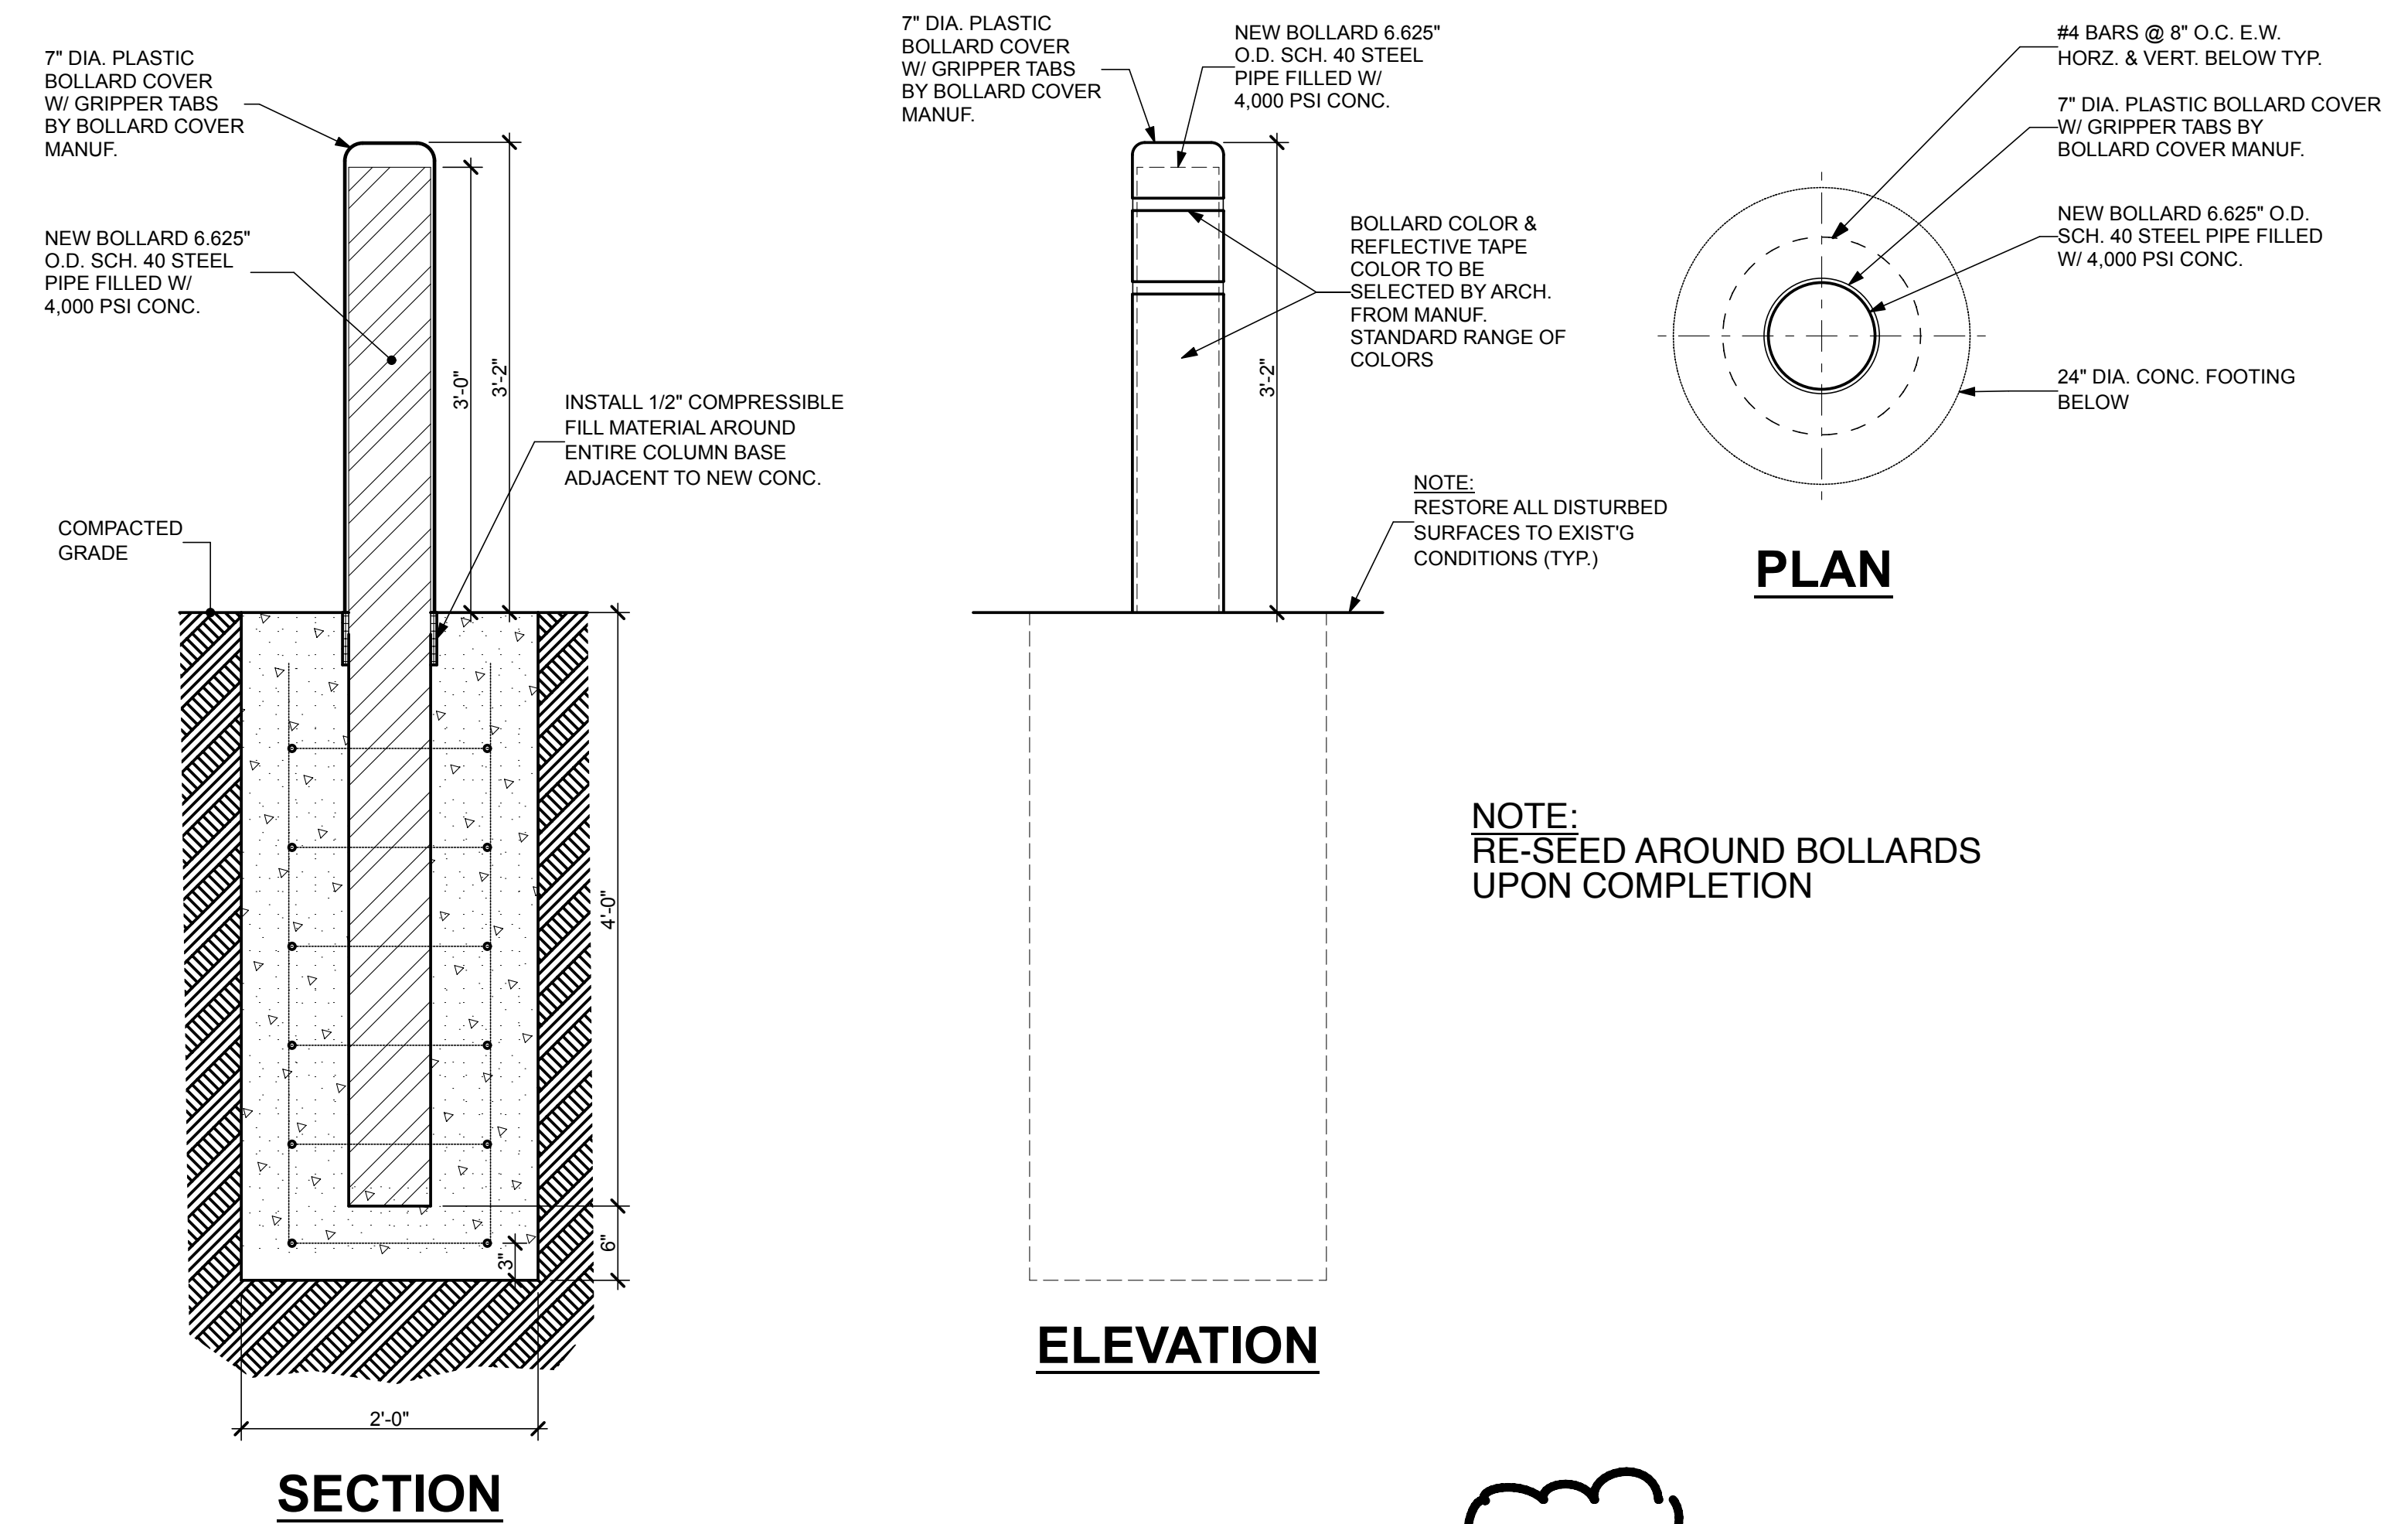 7" DIA. PLASTIC
BOLLARD COVER
W/ GRIPPER TABS
BY BOLLARD COVER
MANUF.
NEW BOLLARD 6.625"
O.D. SCH. 40 STEEL
PIPE FILLED W/
4,000 PSI CONC.
3'-0"
3'-2"
INSTALL 1/2" COMPRESSIBLE
FILL MATERIAL AROUND
ENTIRE COLUMN BASE
ADJACENT TO NEW CONC.
COMPACTED
GRADE
4'-0"
6"
3"
2'-0"
SECTION
7" DIA. PLASTIC
BOLLARD COVER
W/ GRIPPER TABS
BY BOLLARD COVER
MANUF.
NEW BOLLARD 6.625"
O.D. SCH. 40 STEEL
PIPE FILLED W/
4,000 PSI CONC.
BOLLARD COLOR &
REFLECTIVE TAPE
COLOR TO BE
SELECTED BY ARCH.
FROM MANUF.
STANDARD RANGE OF
COLORS
3'-2"
NOTE:
RESTORE ALL DISTURBED
SURFACES TO EXIST'G
CONDITIONS (TYP.)
ELEVATION
#4 BARS @ 8" O.C. E.W.
HORZ. & VERT. BELOW TYP.
7" DIA. PLASTIC BOLLARD COVER
W/ GRIPPER TABS BY
BOLLARD COVER MANUF.
NEW BOLLARD 6.625" O.D.
SCH. 40 STEEL PIPE FILLED
W/ 4,000 PSI CONC.
24" DIA. CONC. FOOTING
BELOW
PLAN
NOTE:
RE-SEED AROUND BOLLARDS
UPON COMPLETION